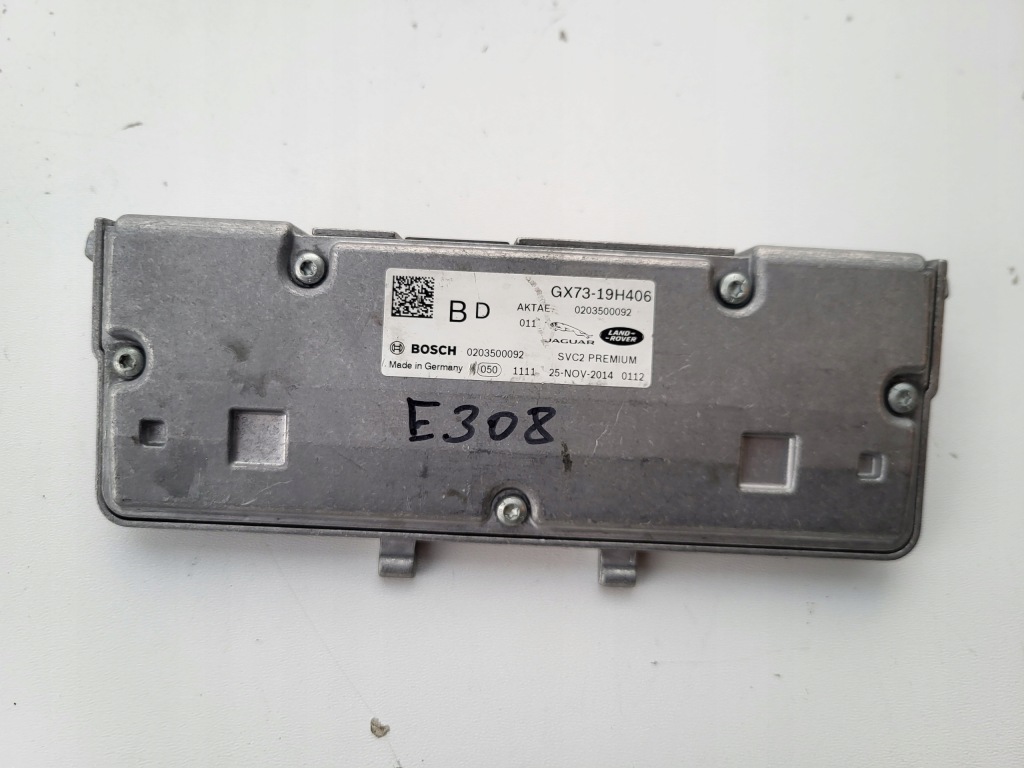 GX73-19H406
BD AKTAE 0203500092
011 JAGUAR LAND-ROVER
BOSCH 0203500092 SVC2 PREMIUM
Made in Germany 050 1111 25-NOV-2014 0112
E308